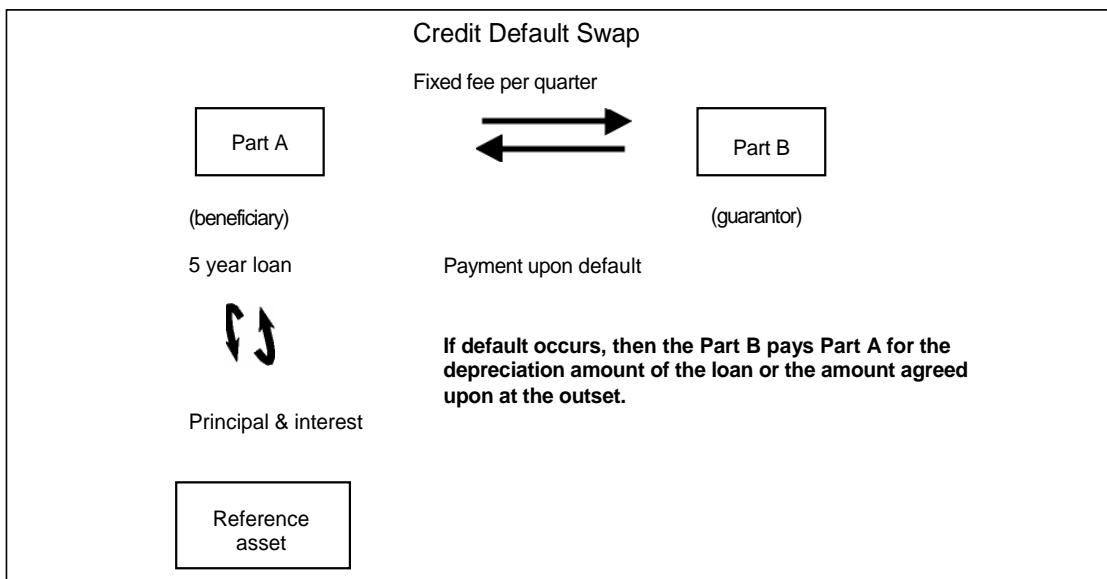 Credit Default Swap
Fixed fee per quarter
Part A
Part B
(beneficiary)
(guarantor)
5 year loan
Payment upon default
If default occurs, then the Part B pays Part A for the
depreciation amount of the loan or the amount agreed
upon at the outset.
Principal & interest
Reference
asset